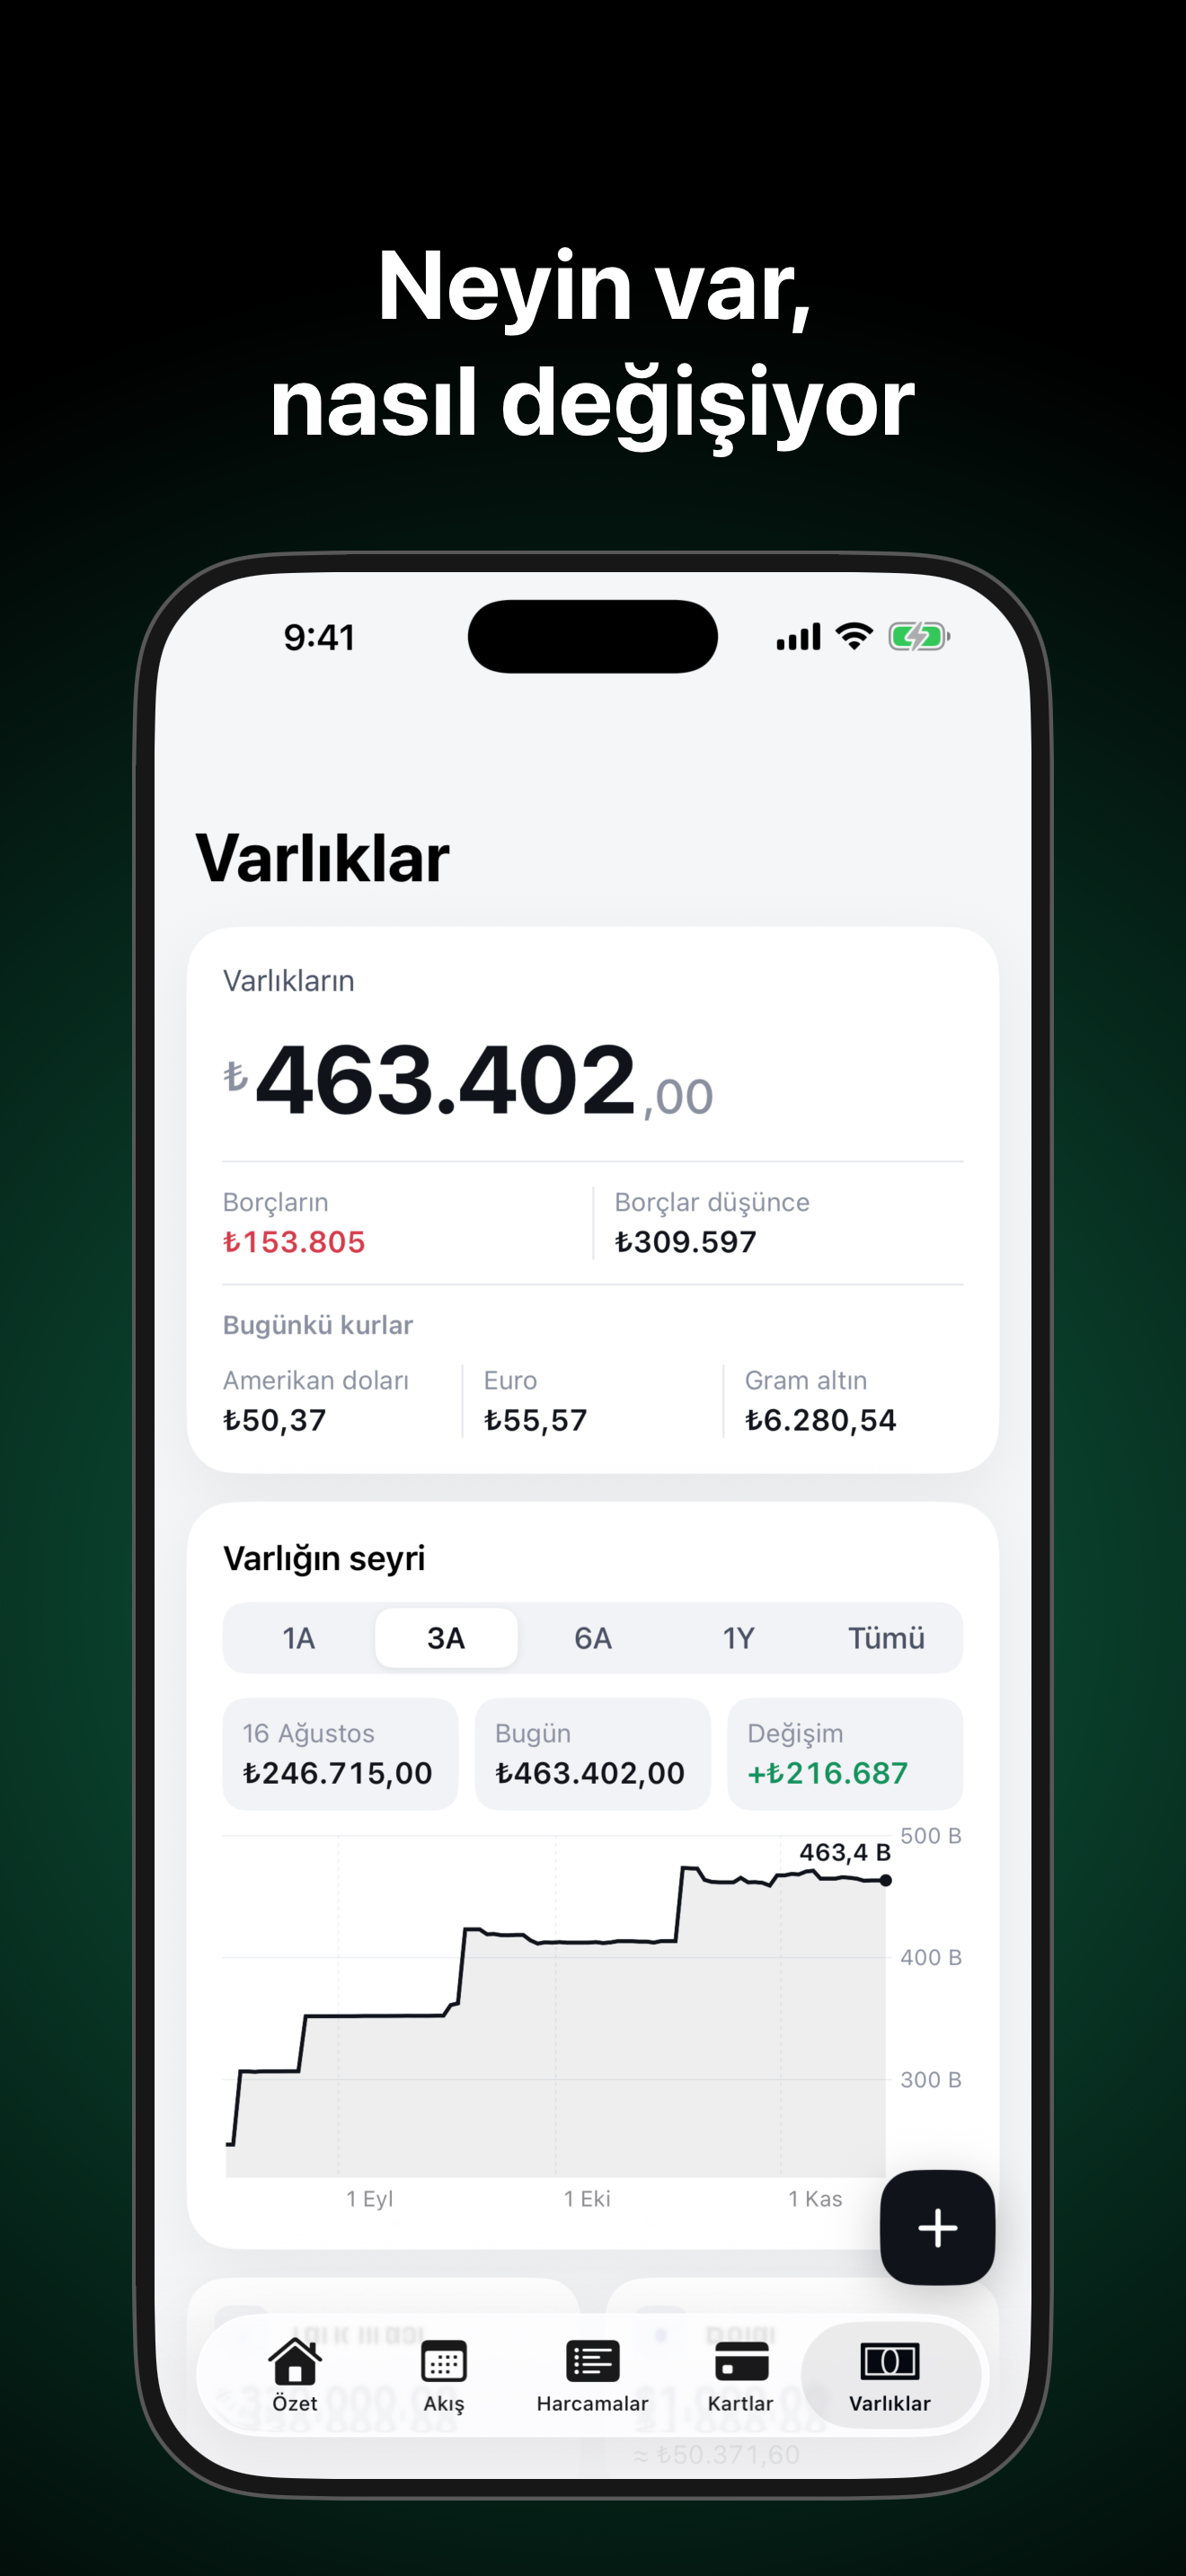 Neyin var,
nasıl değişiyor
9:41
Varlıklar
Varlıkların
₺463.402,00
Borçların
Borçlar düşünce
₺153.805
₺309.597
Bugünkü kurlar
Amerikan doları
Euro
Gram altın
₺50,37
₺55,57
₺6.280,54
Varlığın seyri
1A 3A 6A 1Y Tümü
16 Ağustos
Bugün
Değişim
₺246.715,00
₺463.402,00
+₺216.687
500 B
463,4 B
400 B
300 B
1 Eyl 1 Eki 1 Kas
Özet Akış Harcamalar Kartlar Varlıklar
≈ ₺50.371,60